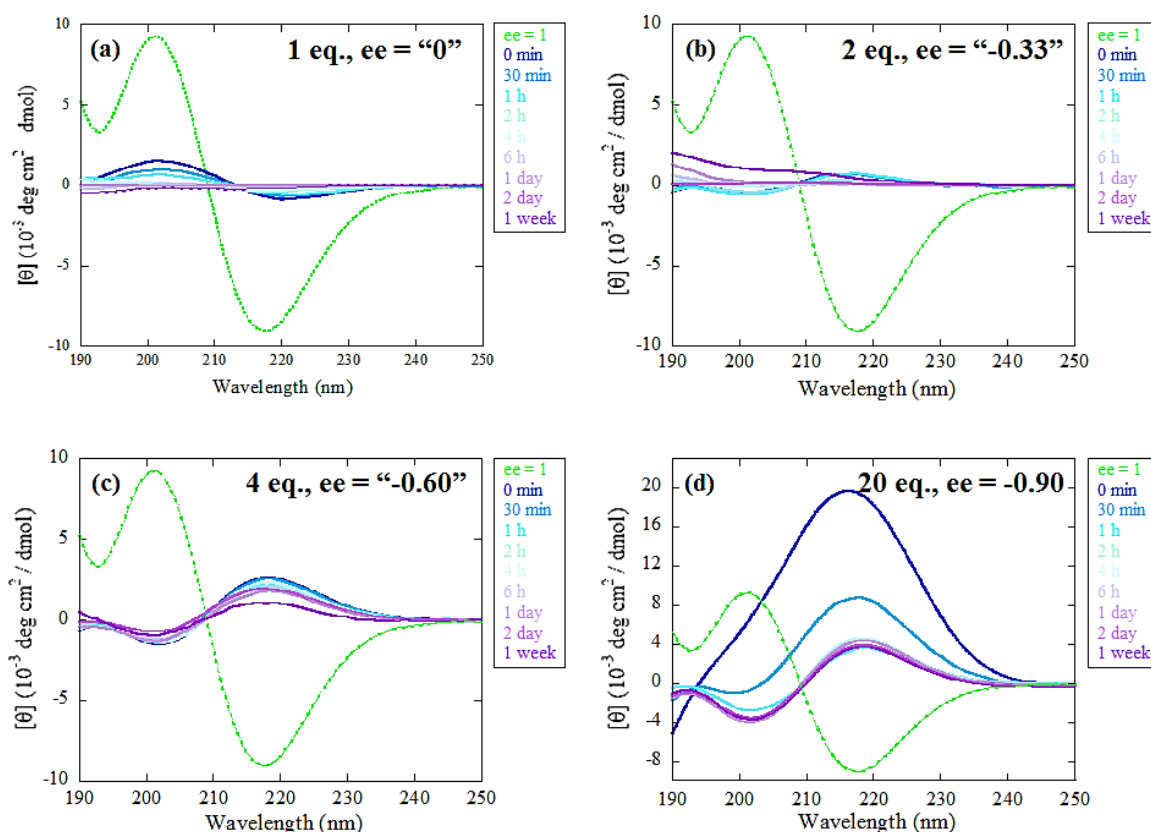 (a) 1 eq., ee = “0”
10
5
0
-5
-10
[θ] (10⁻³ deg cm² dmol)
190 200 210 220 230 240 250
Wavelength (nm)
ee = 1
0 min
30 min
1 h
2 h
4 h
6 h
1 day
2 day
1 week
(b) 2 eq., ee = “-0.33”
10
5
0
-5
-10
[θ] (10⁻³ deg cm² / dmol)
190 200 210 220 230 240 250
Wavelength (nm)
ee = 1
0 min
30 min
1 h
2 h
4 h
6 h
1 day
2 day
1 week
(c) 4 eq., ee = “-0.60”
10
5
0
-5
-10
[θ] (10⁻³ deg cm² / dmol)
190 200 210 220 230 240 250
Wavelength (nm)
ee = 1
0 min
30 min
1 h
2 h
4 h
6 h
1 day
2 day
1 week
(d) 20 eq., ee = -0.90
20
16
12
8
4
0
-4
-8
[θ] (10⁻³ deg cm² / dmol)
190 200 210 220 230 240 250
Wavelength (nm)
ee = 1
0 min
30 min
1 h
2 h
4 h
6 h
1 day
2 day
1 week